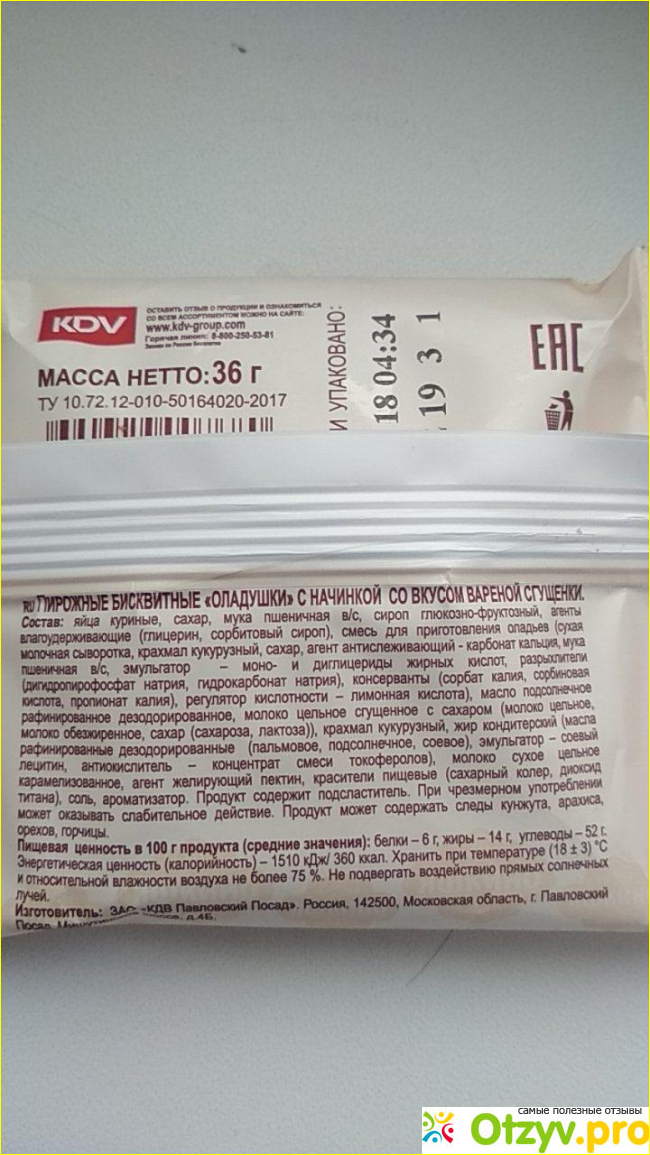 KDV
ОСТАВИТЬ ОТЗЫВ О ПРОДУКЦИИ И ОЗНАКОМИТЬСЯ
СО ВСЕМ АССОРТИМЕНТОМ МОЖНО НА САЙТЕ:
www.kdv-group.com
Горячая линия: 8-800-250-53-81
Звонки по России бесплатно
МАССА НЕТТО: 36 г
ТУ 10.72.12-010-50164020-2017
И УПАКОВАНО:
18 04:34
19 3 1
EAC
RU ПИРОЖНЫЕ БИСКВИТНЫЕ «ОЛАДУШКИ» С НАЧИНКОЙ СО ВКУСОМ ВАРЕНОЙ СГУЩЕНКИ.
Состав: яйца куриные, сахар, мука пшеничная в/с, сироп глюкозно-фруктозный, агенты
влагоудерживающие (глицерин, сорбитовый сироп), смесь для приготовления оладьев (сухая
молочная сыворотка, крахмал кукурузный, сахар, агент антислеживающий - карбонат кальция, мука
пшеничная в/с, эмульгатор – моно- и диглицериды жирных кислот, разрыхлители
(дигидропирофосфат натрия, гидрокарбонат натрия), консерванты (сорбат калия, сорбиновая
кислота, пропионат калия), регулятор кислотности – лимонная кислота), масло подсолнечное
рафинированное дезодорированное, молоко цельное сгущенное с сахаром (молоко цельное,
молоко обезжиренное, сахар (сахароза, лактоза)), крахмал кукурузный, жир кондитерский (масла
рафинированные дезодорированные (пальмовое, подсолнечное, соевое), эмульгатор – соевый
лецитин, антиокислитель – концентрат смеси токоферолов), молоко сухое цельное
карамелизованное, агент желирующий пектин, красители пищевые (сахарный колер, диоксид
титана), соль, ароматизатор. Продукт содержит подсластитель. При чрезмерном употреблении
может оказывать слабительное действие. Продукт может содержать следы кунжута, арахиса,
орехов, горчицы.
Пищевая ценность в 100 г продукта (средние значения): белки – 6 г, жиры – 14 г, углеводы – 52 г.
Энергетическая ценность (калорийность) – 1510 кДж/ 360 ккал. Хранить при температуре (18 ± 3) °С
и относительной влажности воздуха не более 75 %. Не подвергать воздействию прямых солнечных
лучей.
Изготовитель: ЗАО «КДВ Павловский Посад». Россия, 142500, Московская область, г. Павловский
Посад, д.4Б.
самые полезные отзывы
Otzyv.pro